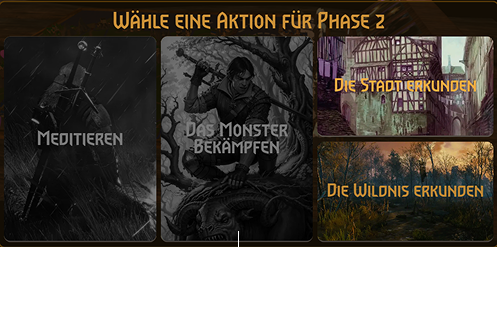 Wähle eine Aktion für Phase 2
Meditieren
Das Monster
Bekämpfen
Die Stadt erkunden
Die Wildnis erkunden